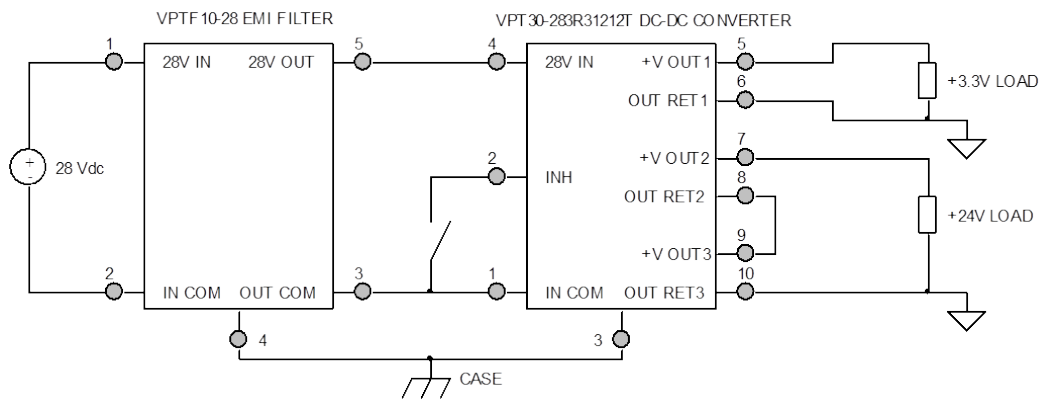 VPTF10-28 EMI FILTER
VPT30-283R31212T DC-DC CONVERTER
1
5
4
5
28V IN
28V OUT
28V IN
+V OUT1
6
+3.3V LOAD
OUT RET1
7
+V OUT2
2
8
+
-
28 Vdc
INH
OUT RET2
+24V LOAD
9
+V OUT3
2
3
1
10
IN COM
OUT COM
IN COM
OUT RET3
4
3
CASE